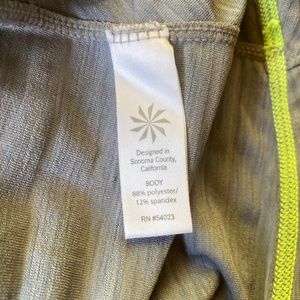 Designed in
Sonoma County,
California
BODY
88% polyester/
12% spandex
RN #54023